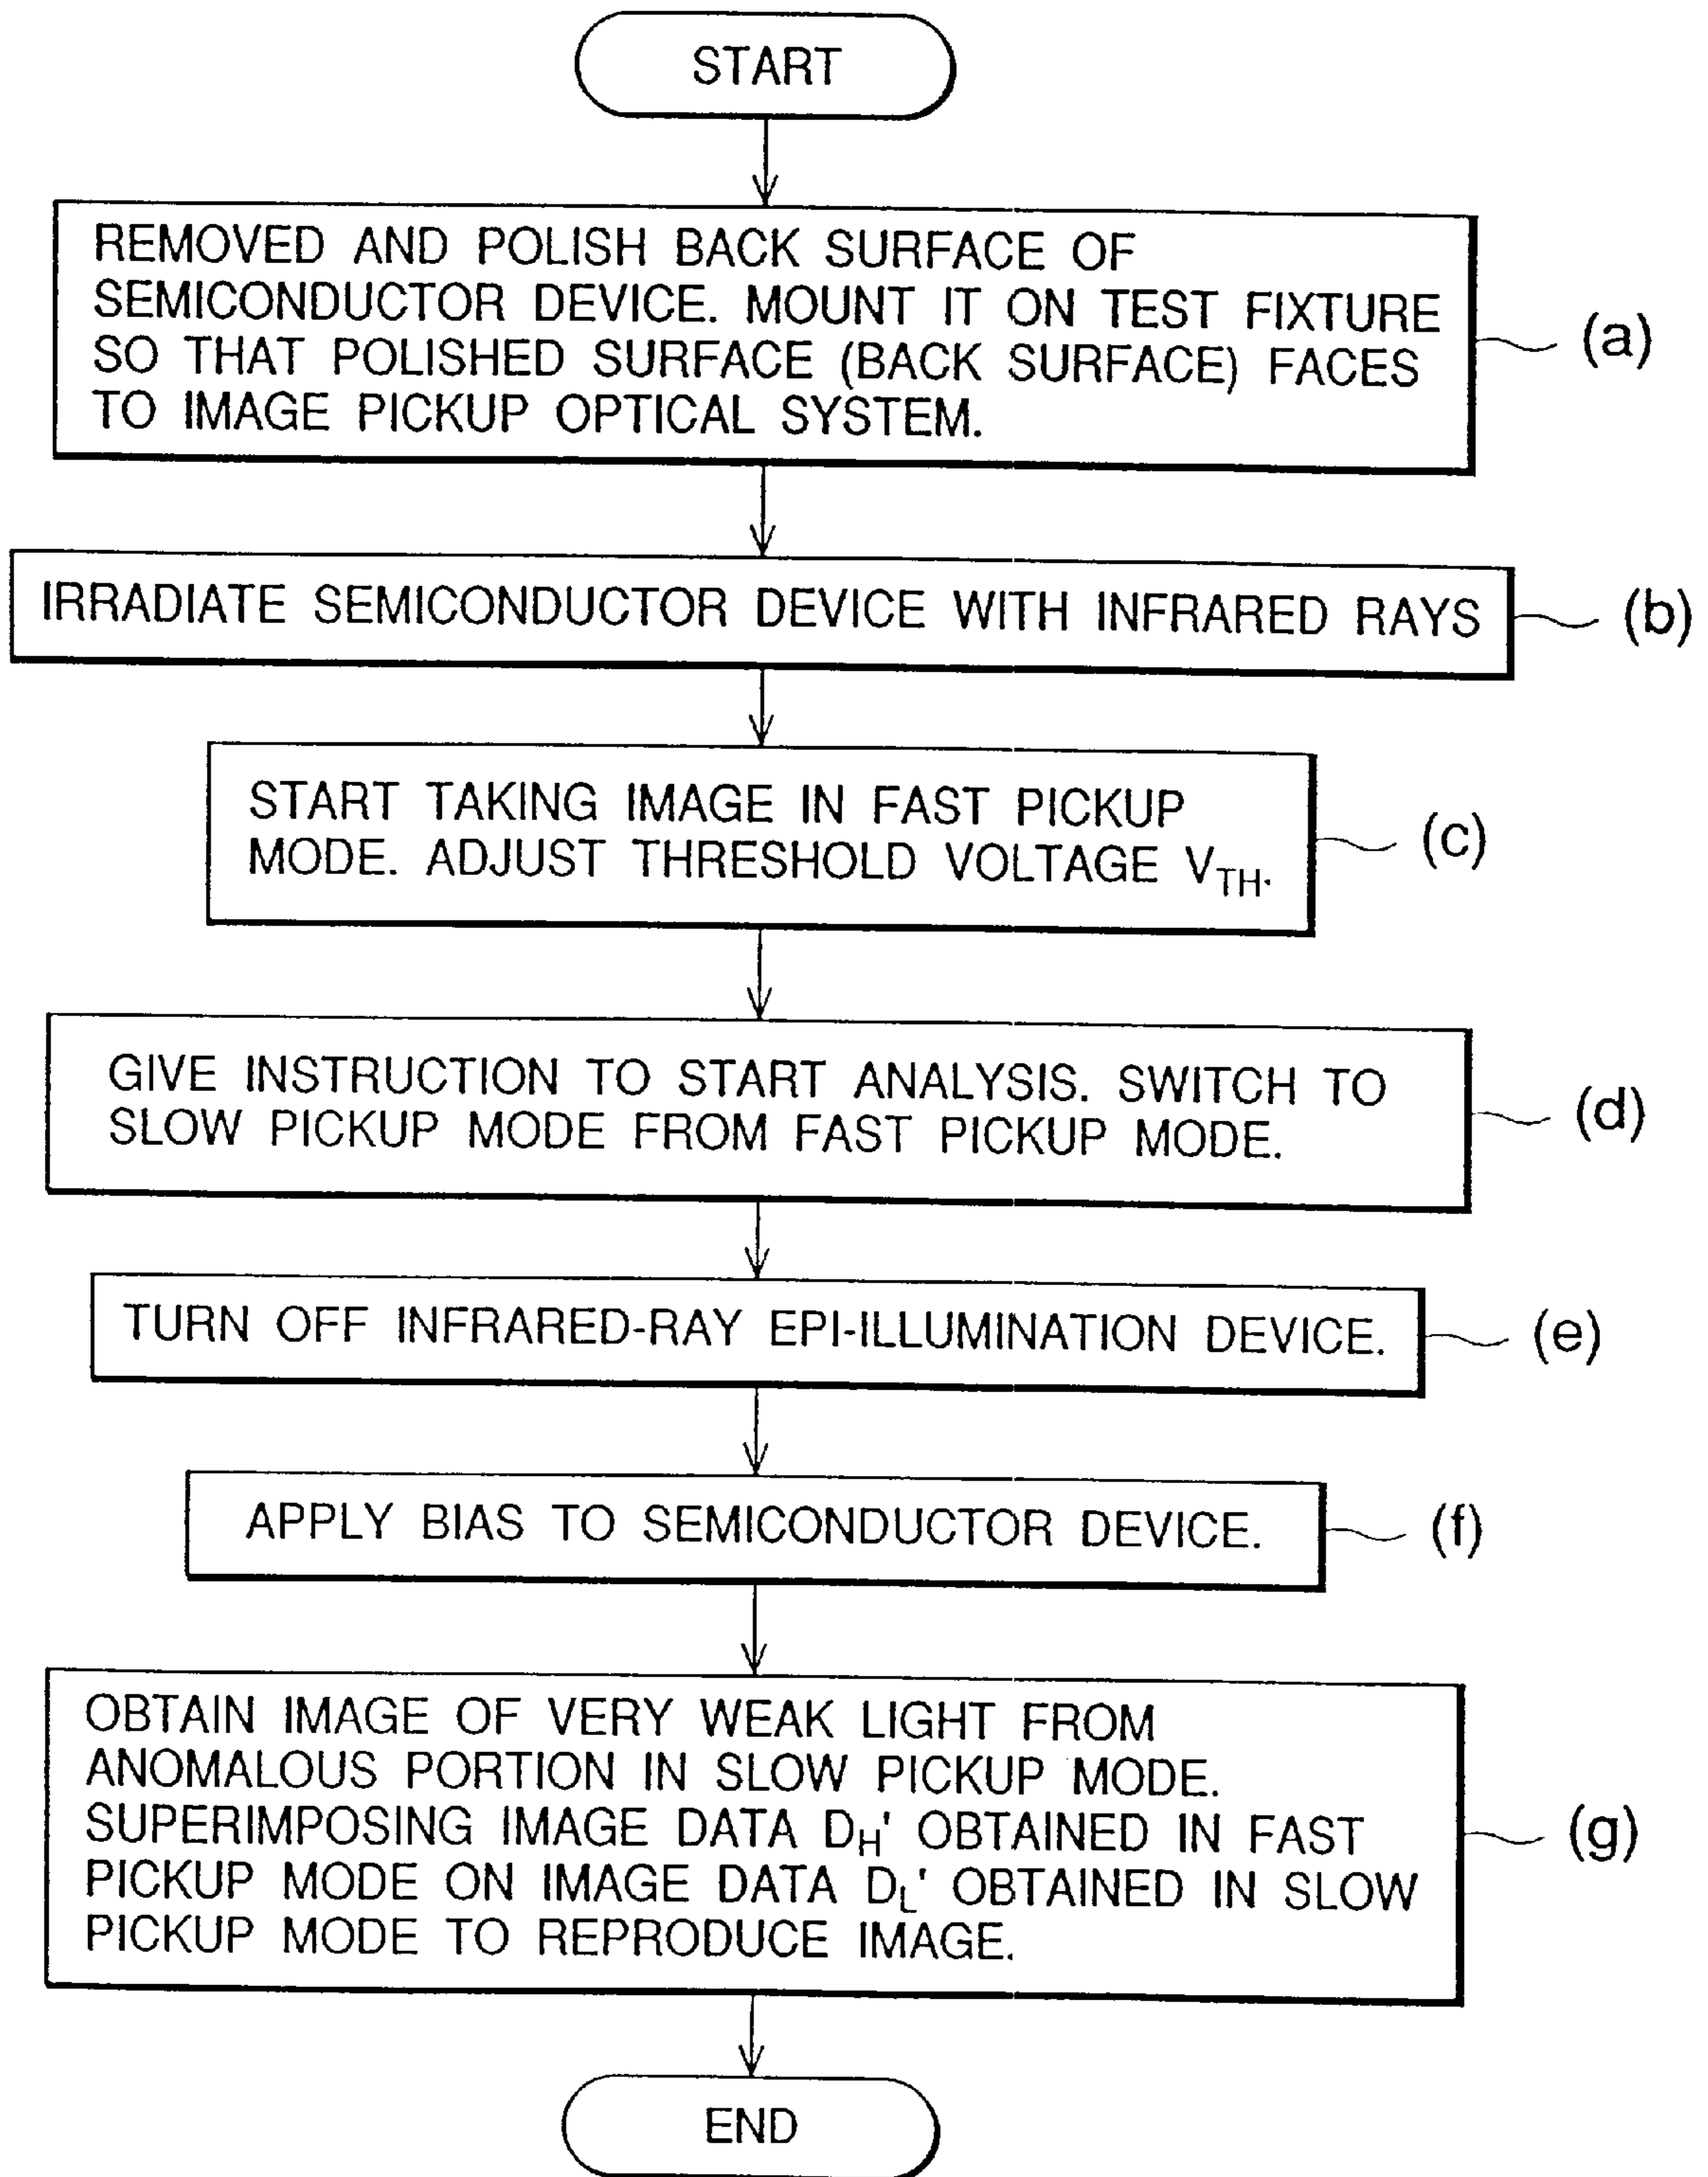 START
REMOVED AND POLISH BACK SURFACE OF
SEMICONDUCTOR DEVICE. MOUNT IT ON TEST FIXTURE
SO THAT POLISHED SURFACE (BACK SURFACE) FACES
TO IMAGE PICKUP OPTICAL SYSTEM.
(a)
IRRADIATE SEMICONDUCTOR DEVICE WITH INFRARED RAYS
(b)
START TAKING IMAGE IN FAST PICKUP
MODE. ADJUST THRESHOLD VOLTAGE VTH.
(c)
GIVE INSTRUCTION TO START ANALYSIS. SWITCH TO
SLOW PICKUP MODE FROM FAST PICKUP MODE.
(d)
TURN OFF INFRARED-RAY EPI-ILLUMINATION DEVICE.
(e)
APPLY BIAS TO SEMICONDUCTOR DEVICE.
(f)
OBTAIN IMAGE OF VERY WEAK LIGHT FROM
ANOMALOUS PORTION IN SLOW PICKUP MODE.
SUPERIMPOSING IMAGE DATA DH' OBTAINED IN FAST
PICKUP MODE ON IMAGE DATA DL' OBTAINED IN SLOW
PICKUP MODE TO REPRODUCE IMAGE.
(g)
END